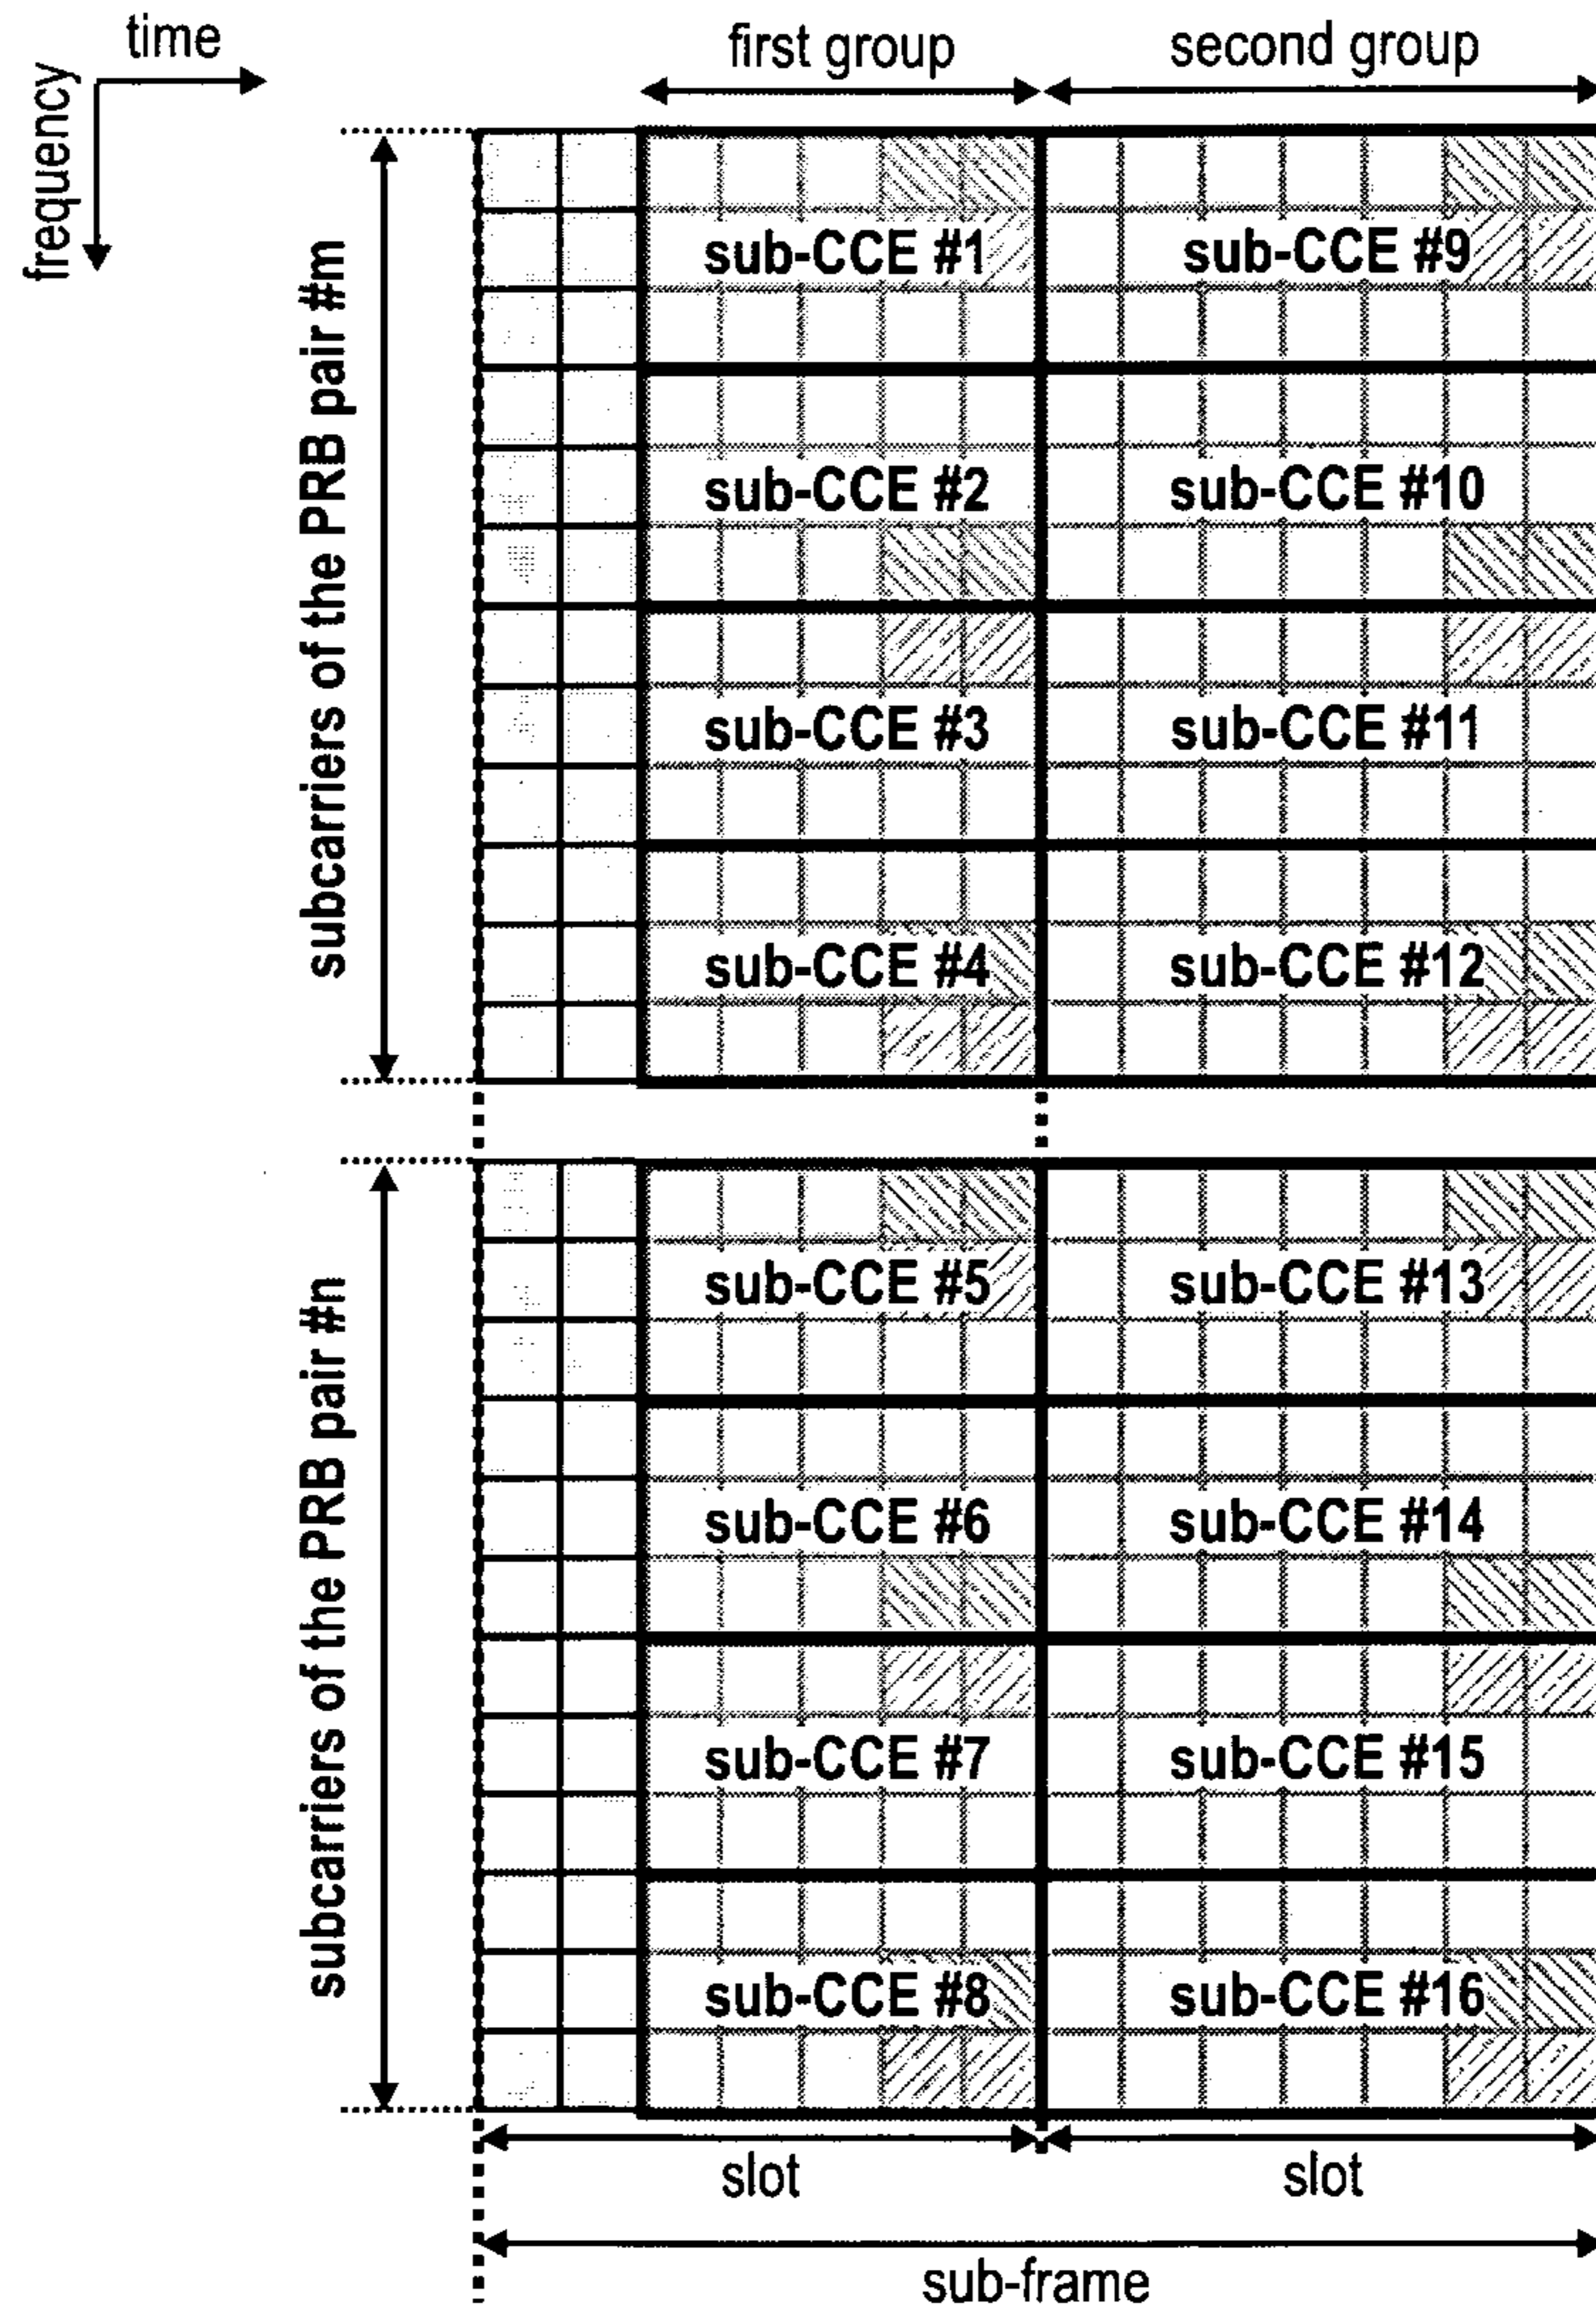 time
frequency
first group
second group
subcarriers of the PRB pair #m
sub-CCE #1
sub-CCE #9
sub-CCE #2
sub-CCE #10
sub-CCE #3
sub-CCE #11
sub-CCE #4
sub-CCE #12
subcarriers of the PRB pair #n
sub-CCE #5
sub-CCE #13
sub-CCE #6
sub-CCE #14
sub-CCE #7
sub-CCE #15
sub-CCE #8
sub-CCE #16
slot
slot
sub-frame